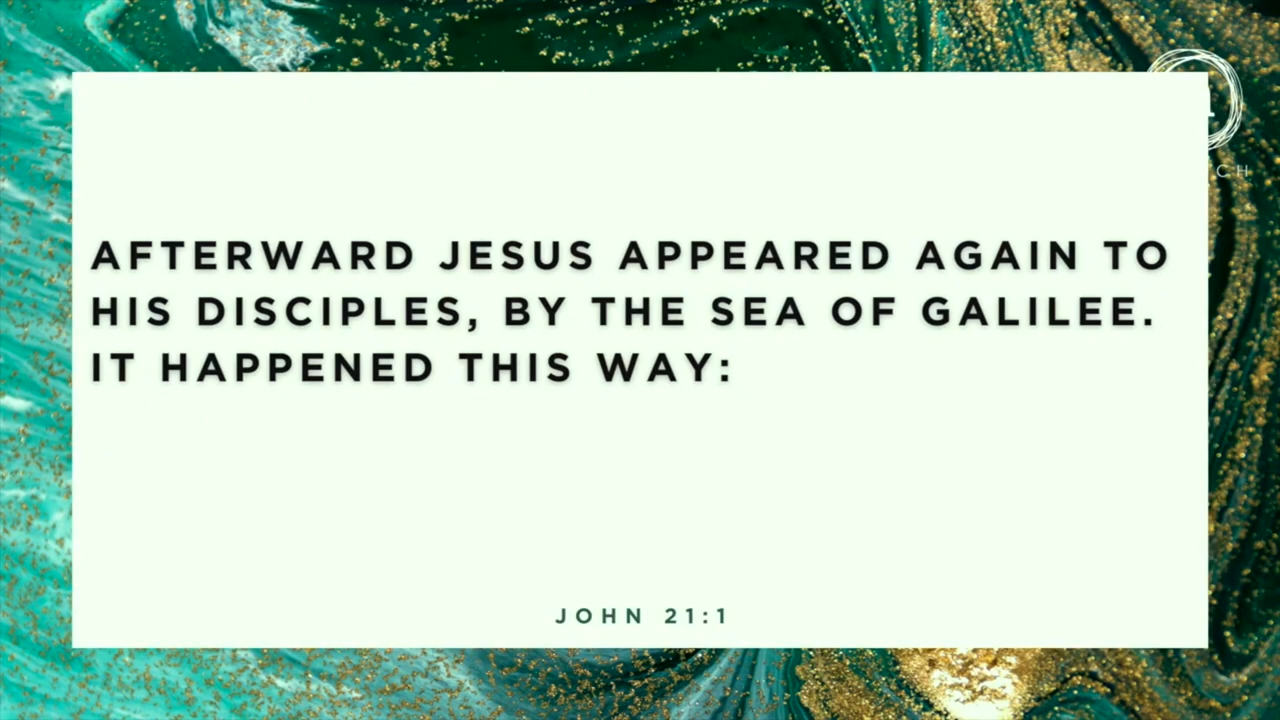 AFTERWARD JESUS APPEARED AGAIN TO
HIS DISCIPLES, BY THE SEA OF GALILEE.
IT HAPPENED THIS WAY:
JOHN 21:1